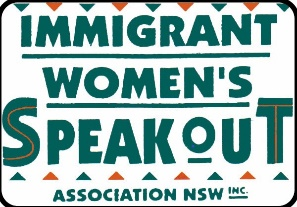 IMMIGRANT
WOMEN'S
SPEAKOUT
ASSOCIATION NSW INC.